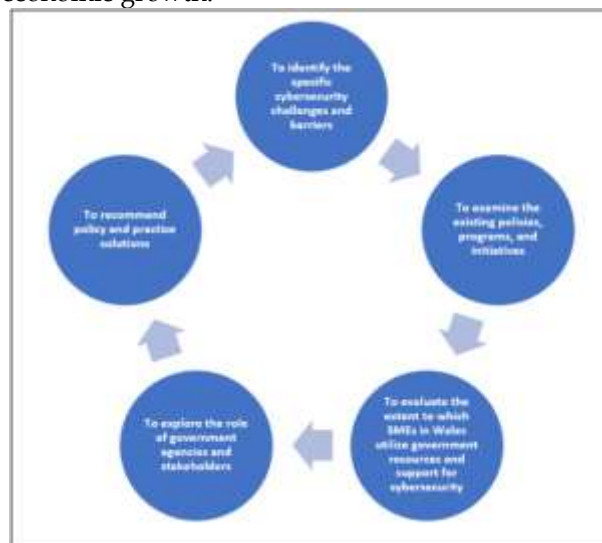 economic growth.
To identify the
specific
cybersecurity
challenges and
barriers
To examine the
existing policies,
programs, and
initiatives
To evaluate the
extent to which
SMEs in Wales
utilize government
resources and
support for
cybersecurity
To explore the role
of government
agencies and
stakeholders
To recommend
policy and practice
solutions